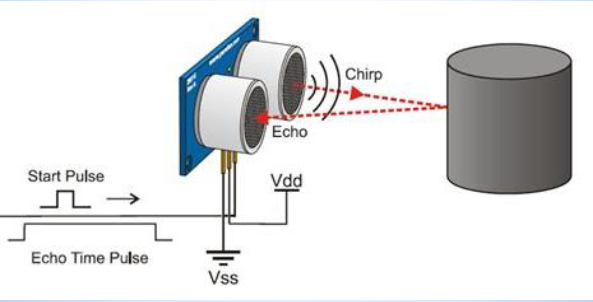 Chirp
Echo
Start Pulse
Vdd
Echo Time Pulse
Vss